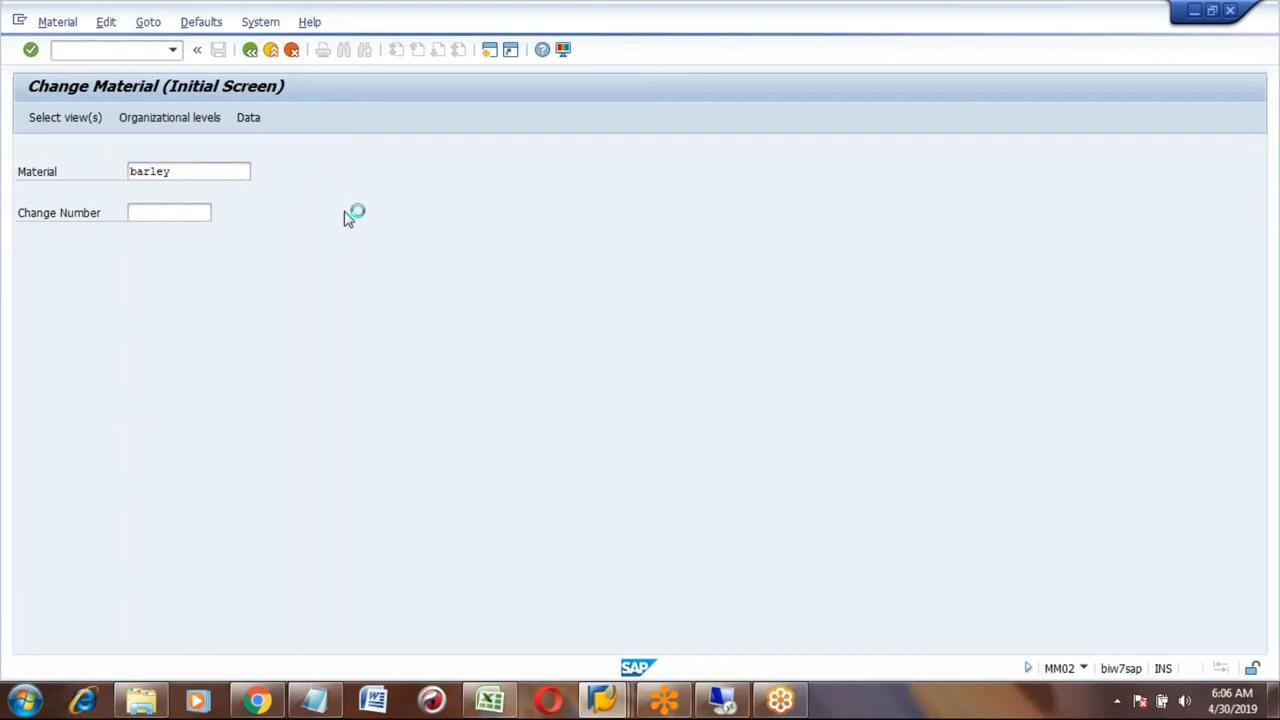 Material Edit Goto Defaults System Help
Change Material (Initial Screen)
Select view(s) Organizational levels Data
Material barley
Change Number
SAP
MM02 biw7sap INS
6:06 AM
4/30/2019